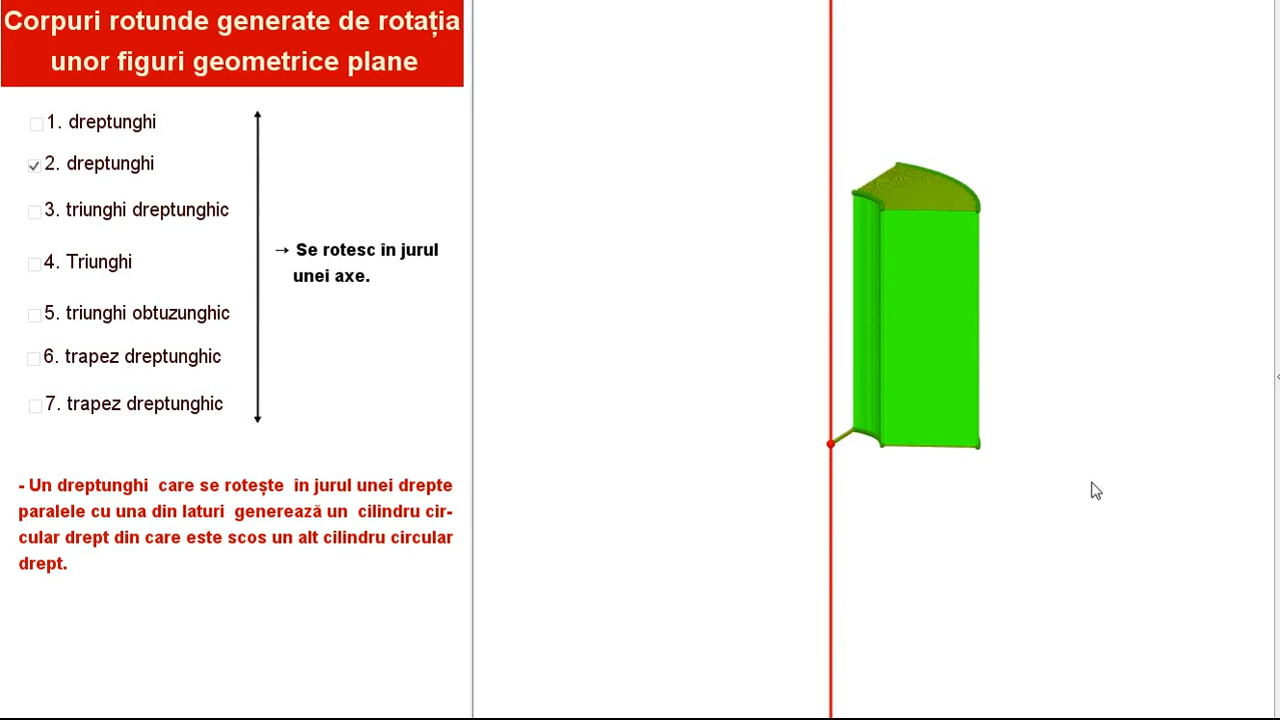 Corpuri rotunde generate de rotația
unor figuri geometrice plane
1. dreptunghi
2. dreptunghi
3. triunghi dreptunghic
4. Triunghi
5. triunghi obtuzunghic
6. trapez dreptunghic
7. trapez dreptunghic
→ Se rotesc în jurul
unei axe.
- Un dreptunghi care se rotește în jurul unei drepte
paralele cu una din laturi generează un cilindru cir-
cular drept din care este scos un alt cilindru circular
drept.